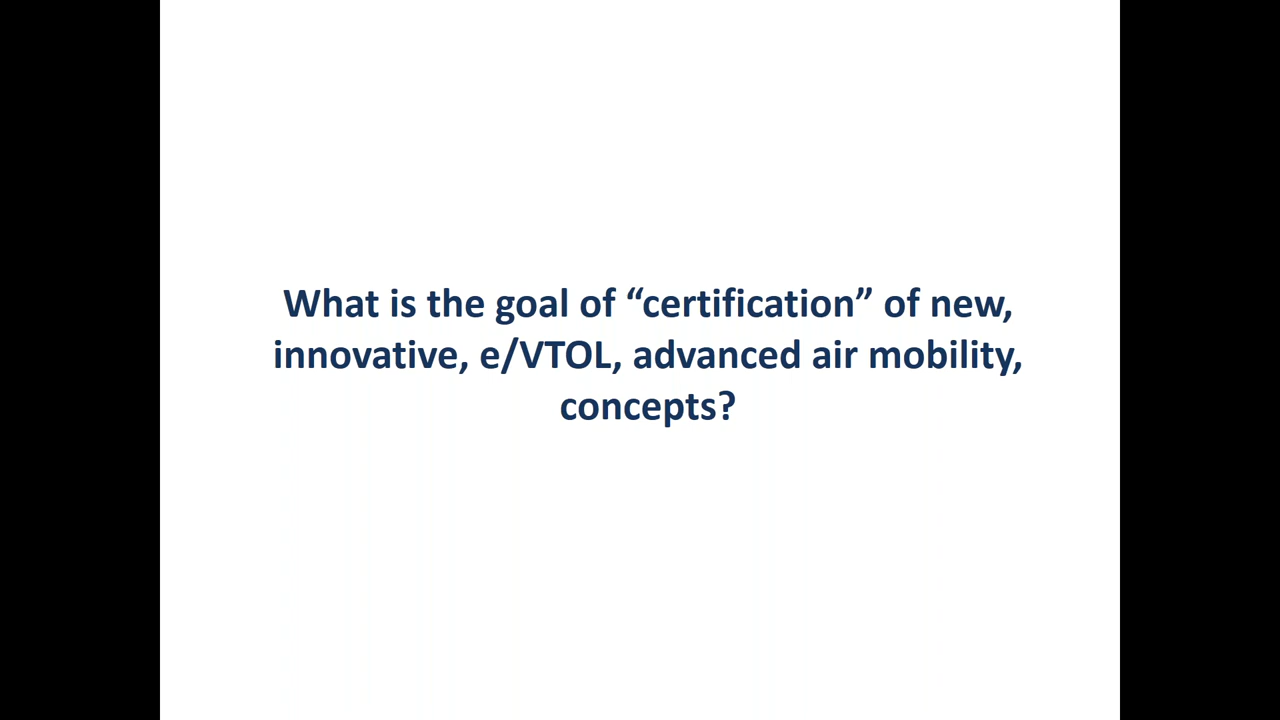 What is the goal of “certification” of new,
innovative, e/VTOL, advanced air mobility,
concepts?